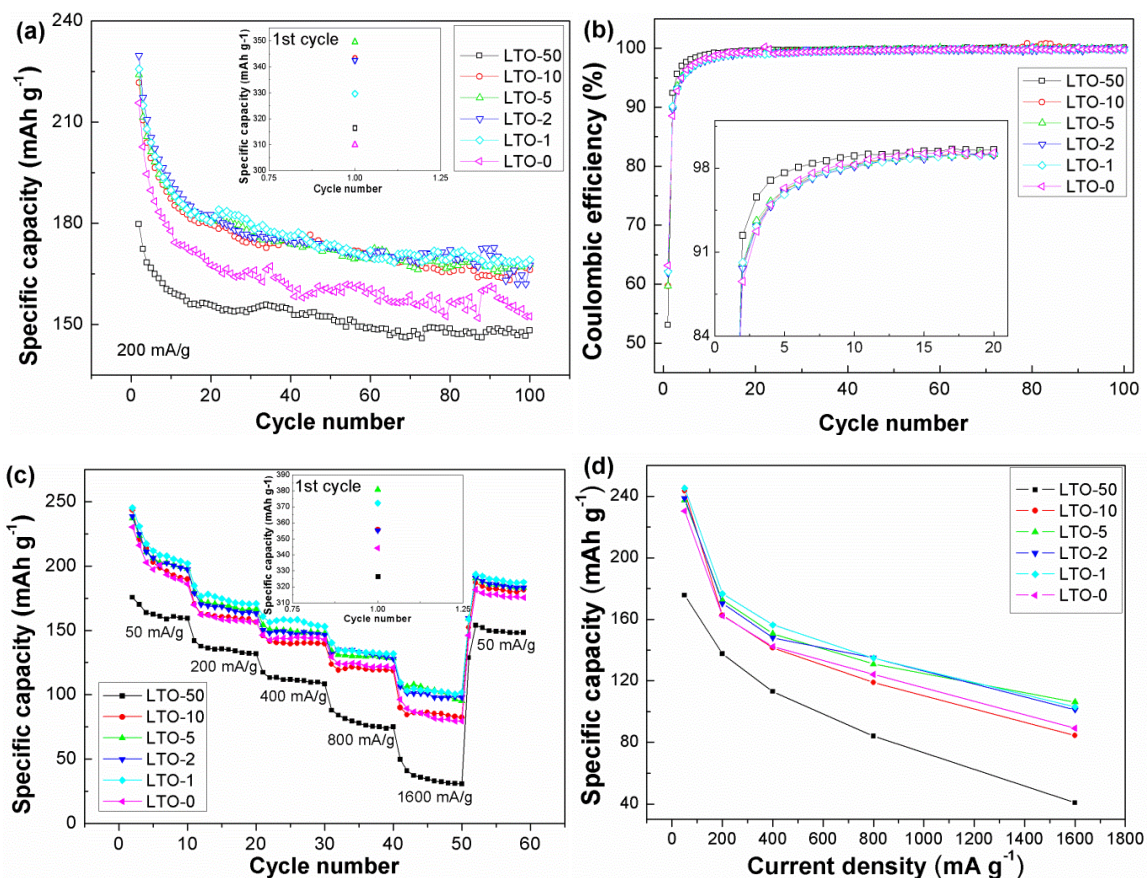 (a)
Specific capacity (mAh g⁻¹)
240
210
180
150
0
20
40
60
80
100
Cycle number
200 mA/g
1st cycle
Specific capacity (mAh g-1)
350
340
330
320
310
300
0.75
1.00
1.25
Cycle number
LTO-50
LTO-10
LTO-5
LTO-2
LTO-1
LTO-0
(b)
Coulombic efficiency (%)
100
90
80
70
60
50
0
20
40
60
80
100
Cycle number
98
91
84
0
5
10
15
20
LTO-50
LTO-10
LTO-5
LTO-2
LTO-1
LTO-0
(c)
Specific capacity (mAh g⁻¹)
250
200
150
100
50
0
0
10
20
30
40
50
60
Cycle number
1st cycle
Specific capacity (mAh g-1)
390
380
370
360
350
340
330
320
310
0.75
1.00
1.25
Cycle number
50 mA/g
200 mA/g
400 mA/g
800 mA/g
1600 mA/g
50 mA/g
LTO-50
LTO-10
LTO-5
LTO-2
LTO-1
LTO-0
(d)
Specific capacity (mAh g⁻¹)
240
200
160
120
80
40
0
200
400
600
800
1000
1200
1400
1600
1800
Current density (mA g⁻¹)
LTO-50
LTO-10
LTO-5
LTO-2
LTO-1
LTO-0